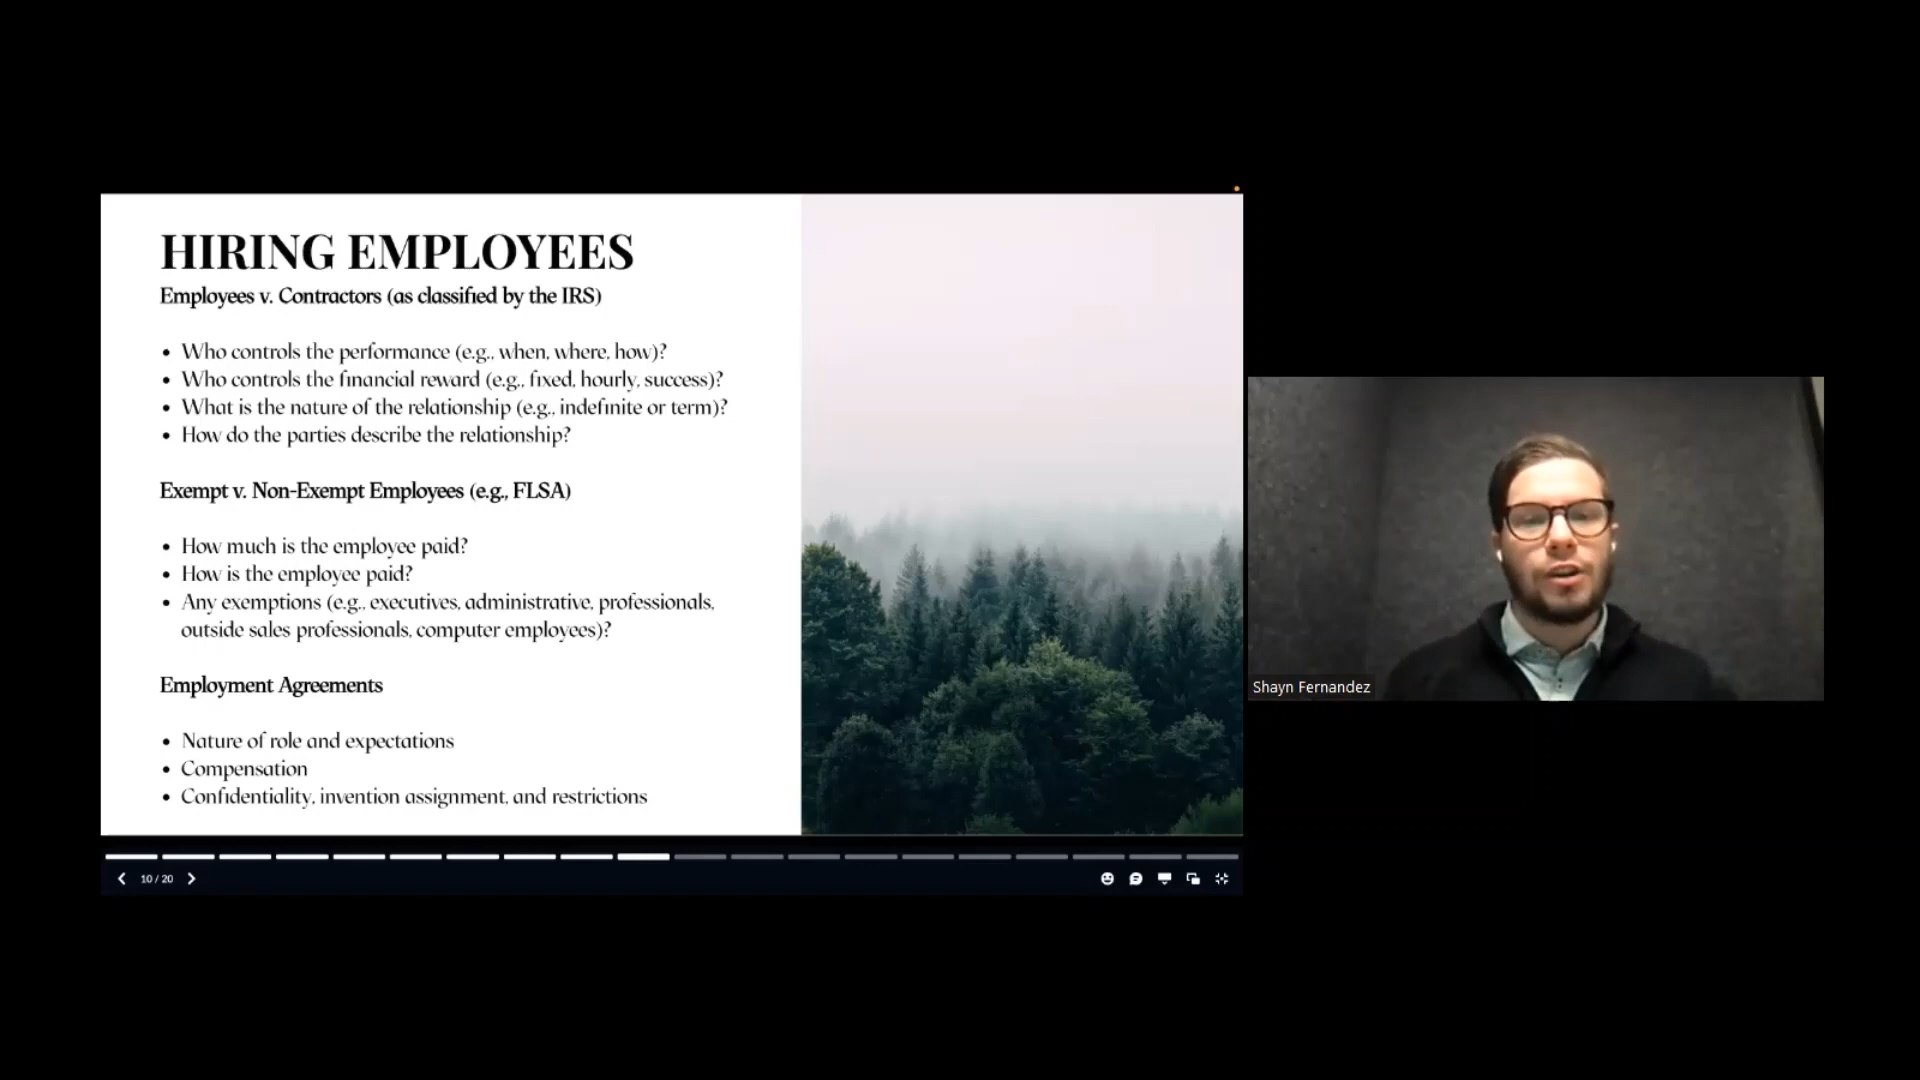 HIRING EMPLOYEES
Employees v. Contractors (as classified by the IRS)
• Who controls the performance (e.g., when, where, how)?
• Who controls the financial reward (e.g., fixed, hourly, success)?
• What is the nature of the relationship (e.g., indefinite or term)?
• How do the parties describe the relationship?
Exempt v. Non-Exempt Employees (e.g., FLSA)
• How much is the employee paid?
• How is the employee paid?
• Any exemptions (e.g., executives, administrative, professionals,
outside sales professionals, computer employees)?
Employment Agreements
• Nature of role and expectations
• Compensation
• Confidentiality, invention assignment, and restrictions
10 / 20
Shayn Fernandez